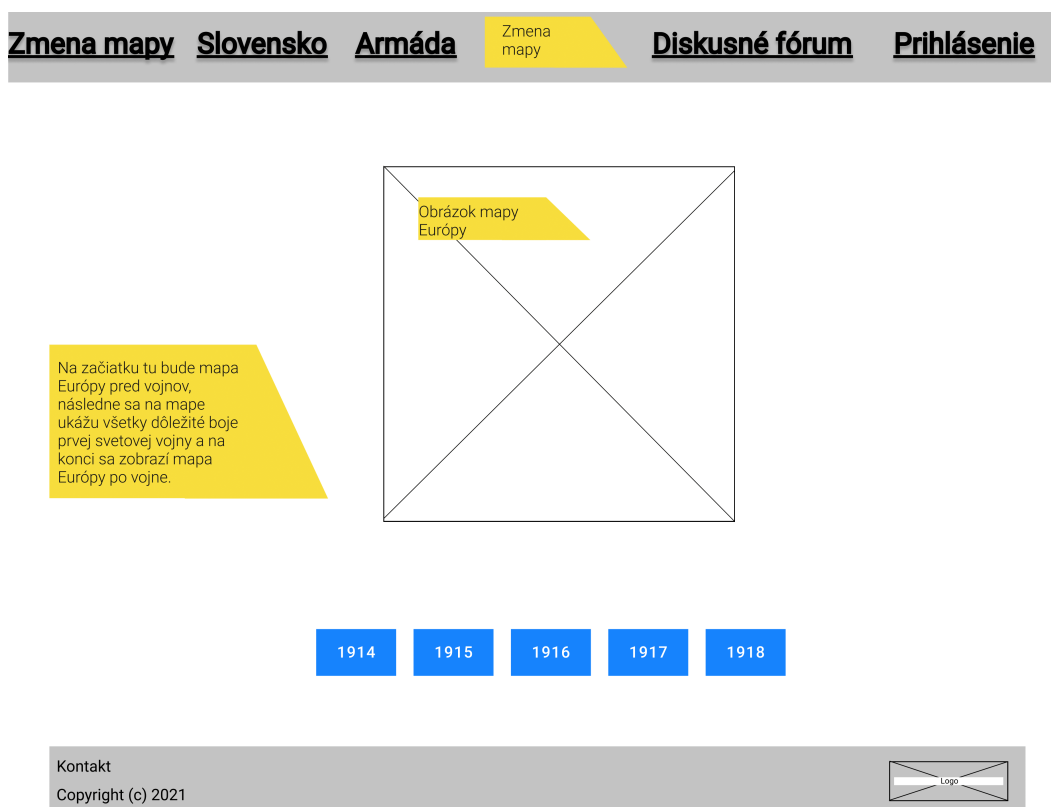 Zmena mapy Slovensko Armáda Zmena mapy Diskusné fórum Prihlásenie
Obrázok mapy
Európy
Na začiatku tu bude mapa
Európy pred vojnov,
následne sa na mape
ukážu všetky dôležité boje
prvej svetovej vojny a na
konci sa zobrazí mapa
Európy po vojne.
1914 1915 1916 1917 1918
Kontakt
Logo
Copyright (c) 2021